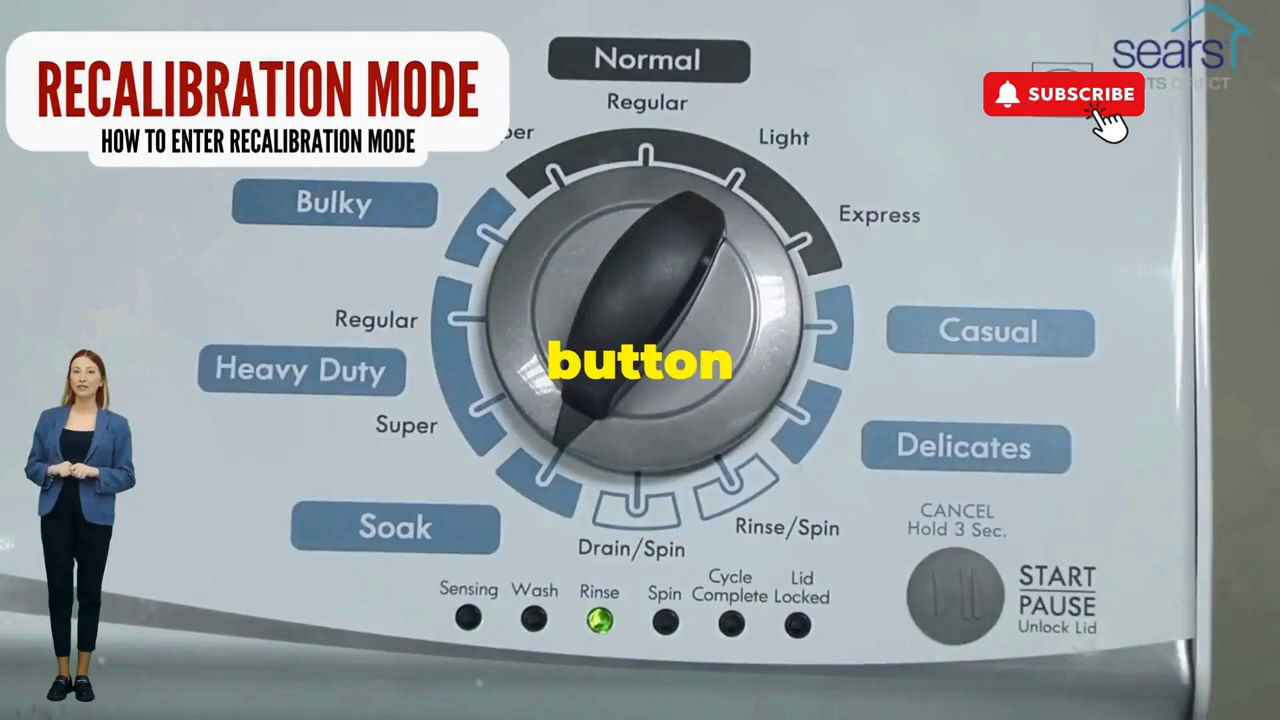 RECALIBRATION MODE
HOW TO ENTER RECALIBRATION MODE
Normal
Regular
Light
Express
Bulky
Regular
Heavy Duty
Super
Soak
Casual
Delicates
Rinse/Spin
Drain/Spin
button
Sensing
Wash
Rinse
Spin
Cycle
Complete
Lid
Locked
CANCEL
Hold 3 Sec.
START
PAUSE
Unlock Lid
sears
SUBSCRIBE